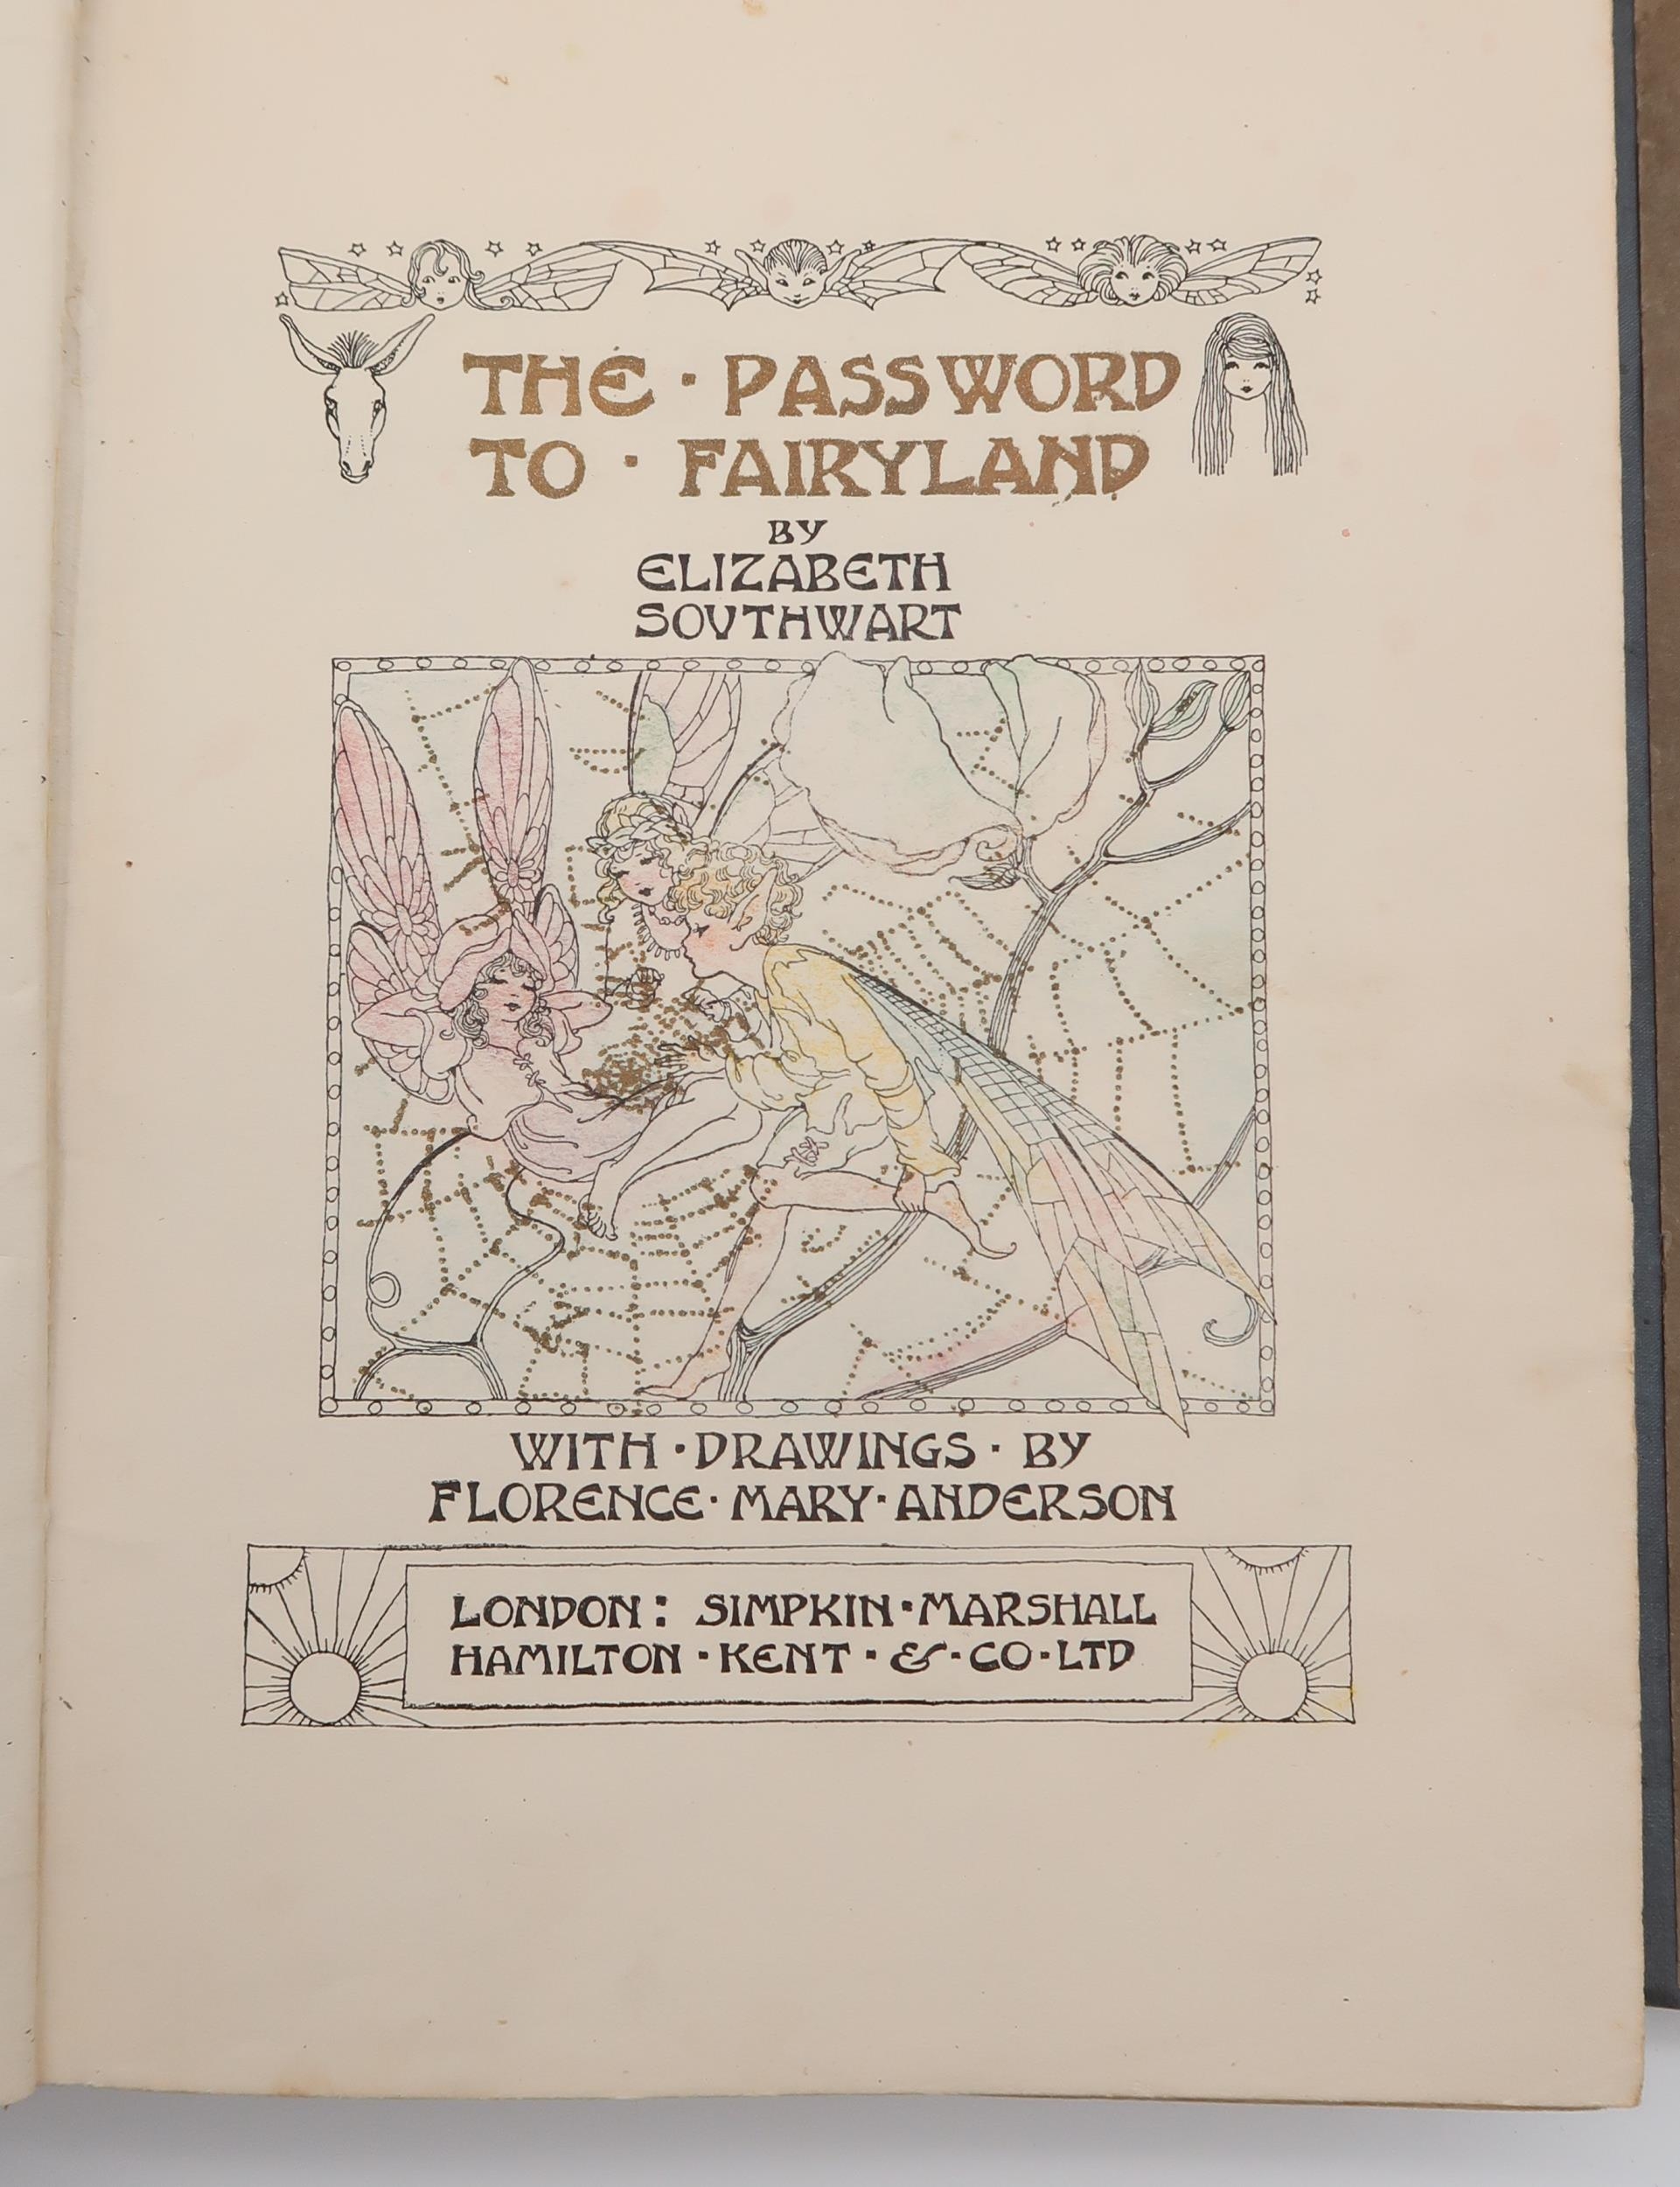 THE · PASSWORD
TO · FAIRYLAND
BY
ELIZABETH
SOVTHWART
WITH · DRAWINGS · BY
FLORENCE · MARY · ANDERSON
LONDON: SIMPKIN · MARSHALL
HAMILTON · KENT · & · CO · LTD